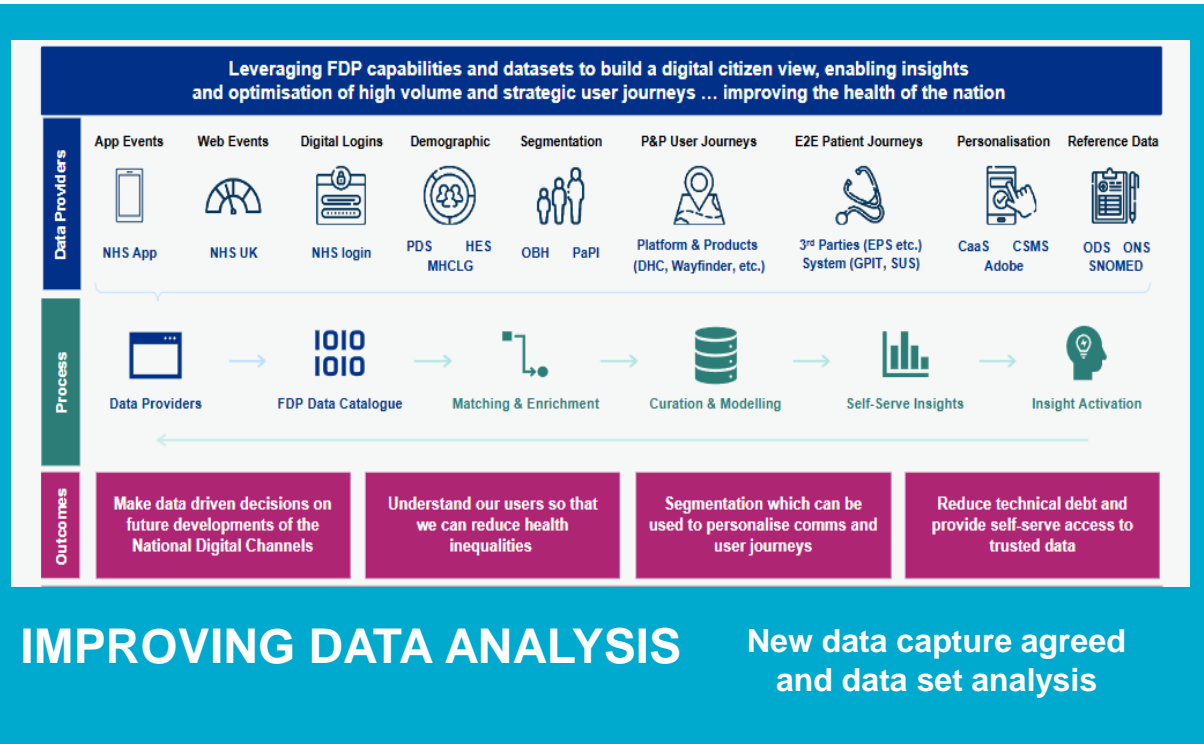 Leveraging FDP capabilities and datasets to build a digital citizen view, enabling insights
and optimisation of high volume and strategic user journeys ... improving the health of the nation
Data Providers
App Events
Web Events
Digital Logins
Demographic
Segmentation
P&P User Journeys
E2E Patient Journeys
Personalisation
Reference Data
NHS App
NHS UK
NHS login
PDS HES
MHCLG
OBH PaPI
Platform & Products
(DHC, Wayfinder, etc.)
3rd Parties (EPS etc.)
System (GPIT, SUS)
CaaS CSMS
Adobe
ODS ONS
SNOMED
Process
1010
1010
Data Providers
FDP Data Catalogue
Matching & Enrichment
Curation & Modelling
Self-Serve Insights
Insight Activation
Outcomes
Make data driven decisions on
future developments of the
National Digital Channels
Understand our users so that
we can reduce health
inequalities
Segmentation which can be
used to personalise comms and
user journeys
Reduce technical debt and
provide self-serve access to
trusted data
IMPROVING DATA ANALYSIS
New data capture agreed
and data set analysis